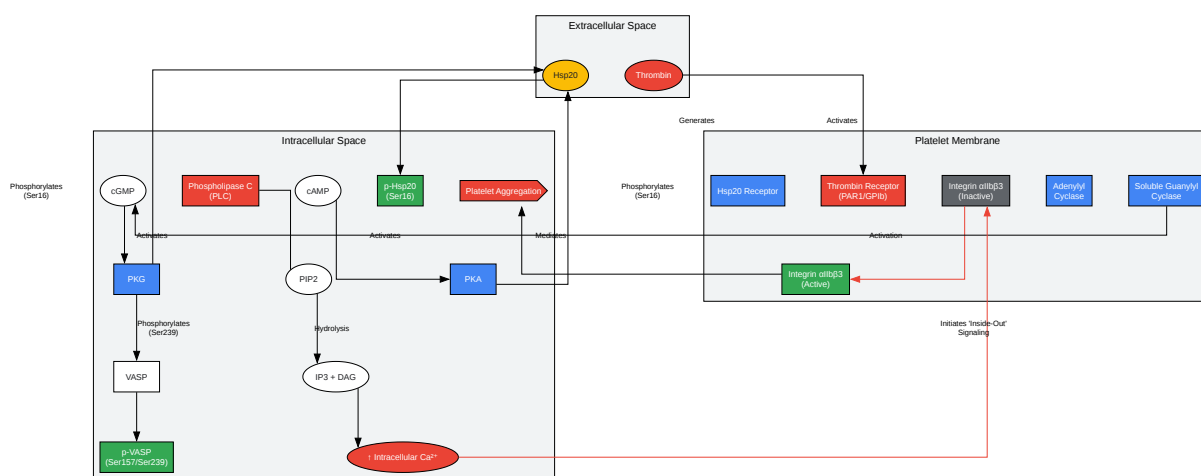 Extracellular Space
Hsp20
Thrombin
Generates
Activates
Intracellular Space
Platelet Membrane
Phosphorylates
(Ser16)
cGMP
Phospholipase C
(PLC)
cAMP
p-Hsp20
(Ser16)
Platelet Aggregation
Phosphorylates
(Ser16)
Hsp20 Receptor
Thrombin Receptor
(PAR1/GPIb)
Integrin αIIbβ3
(Inactive)
Adenylyl
Cyclase
Soluble Guanylyl
Cyclase
Activates
Activates
Mediates
Activation
PKG
PIP2
PKA
Integrin αIIbβ3
(Active)
Phosphorylates
(Ser239)
Hydrolysis
Initiates 'Inside-Out'
Signaling
VASP
IP3 + DAG
p-VASP
(Ser157/Ser239)
↑ Intracellular Ca²⁺